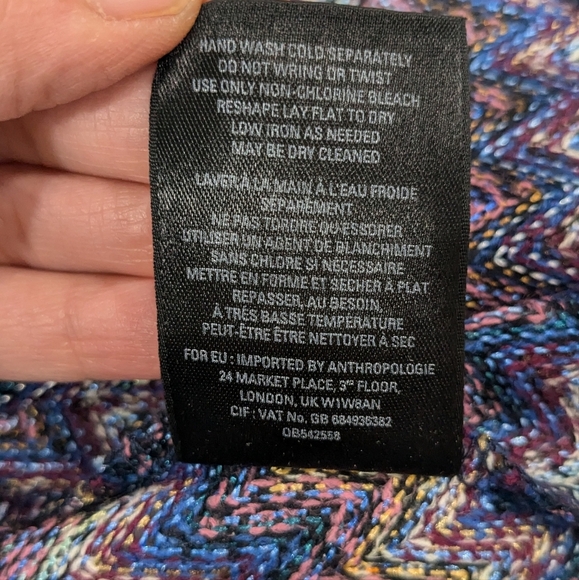 HAND WASH COLD SEPARATELY
DO NOT WRING OR TWIST
USE ONLY NON-CHLORINE BLEACH
RESHAPE LAY FLAT TO DRY
LOW IRON AS NEEDED
MAY BE DRY CLEANED
LAVER À LA MAIN À L'EAU FROIDE
SÉPARÉMENT
NE PAS TORDRE OU ESSORER
UTILISER UN AGENT DE BLANCHIMENT
SANS CHLORE SI NÉCESSAIRE
METTRE EN FORME ET SÉCHER À PLAT
REPASSER, AU BESOIN,
À TRÈS BASSE TEMPÉRATURE
PEUT-ÊTRE ÊTRE NETTOYER À SEC
FOR EU : IMPORTED BY ANTHROPOLOGIE
24 MARKET PLACE, 3RD FLOOR,
LONDON, UK W1W8AN
CIF : VAT No. GB 684936382
OB542558